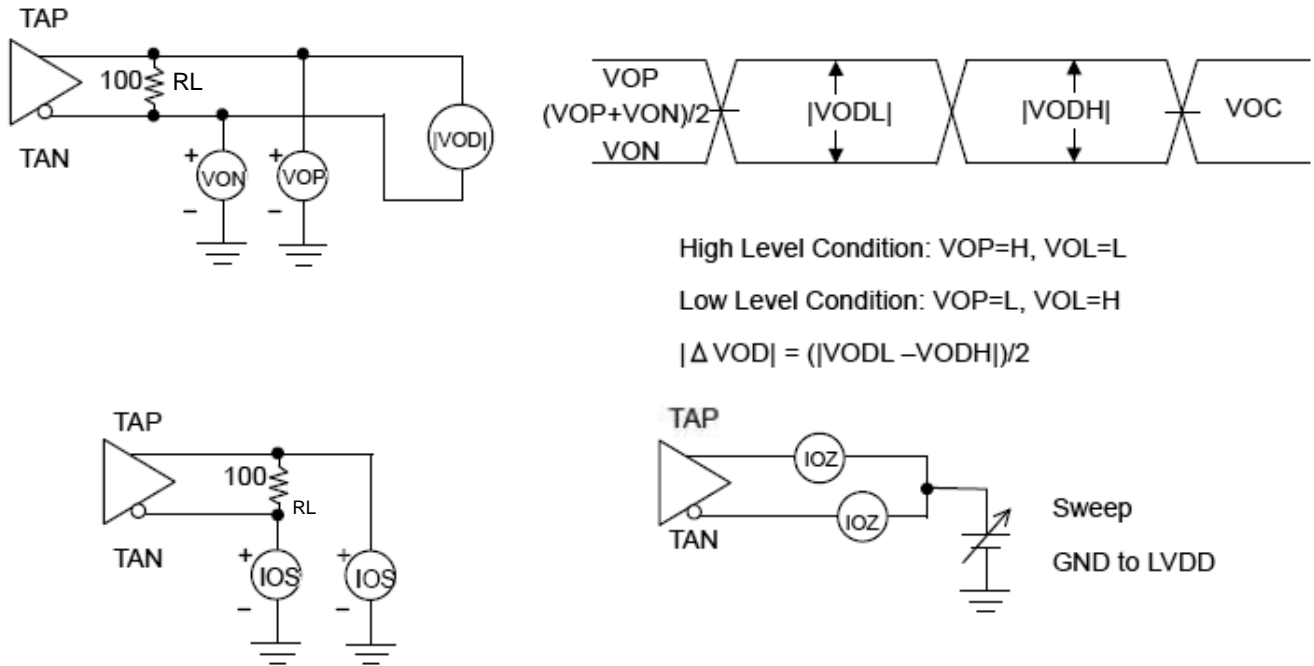 TAP
100 RL
TAN
VON
VOP
|VOD|
VOP
(VOP+VON)/2
VON
|VODL|
|VODH|
VOC
High Level Condition: VOP=H, VOL=L
Low Level Condition: VOP=L, VOL=H
|Δ VOD| = (|VODL –VODH|)/2
TAP
100
RL
TAN
+
IOS
–
+
IOS
–
TAP
IOZ
IOZ
TAN
Sweep
GND to LVDD